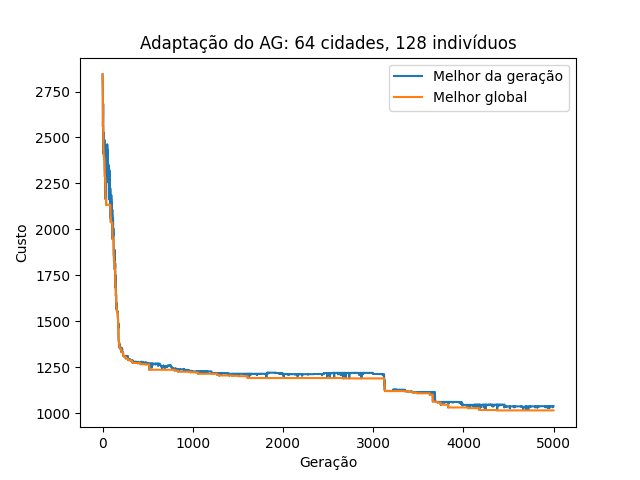 Adaptação do AG: 64 cidades, 128 indivíduos
Melhor da geração
Melhor global
Custo
2750
2500
2250
2000
1750
1500
1250
1000
0 1000 2000 3000 4000 5000
Geração